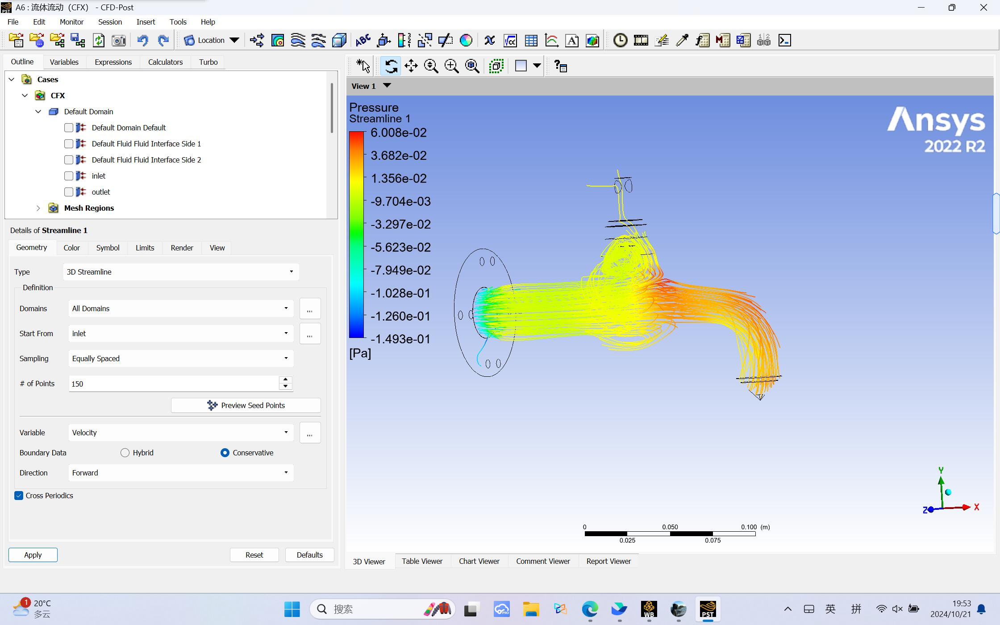 A6 : 流体流动（CFX） - CFD-Post
File Edit Monitor Session Insert Tools Help
Location
Outline Variables Expressions Calculators Turbo
Cases
CFX
Default Domain
Default Domain Default
Default Fluid Fluid Interface Side 1
Default Fluid Fluid Interface Side 2
inlet
outlet
Mesh Regions
Details of Streamline 1
Geometry Color Symbol Limits Render View
Type 3D Streamline
Definition
Domains All Domains ...
Start From inlet ...
Sampling Equally Spaced
# of Points 150
Preview Seed Points
Variable Velocity ...
Boundary Data Hybrid Conservative
Direction Forward
Cross Periodics
Apply Reset Defaults
View 1
Pressure
Streamline 1
6.008e-02
3.682e-02
1.356e-02
-9.704e-03
-3.297e-02
-5.623e-02
-7.949e-02
-1.028e-01
-1.260e-01
-1.493e-01
[Pa]
Ansys
2022 R2
Y
Z X
0 0.050 0.100 (m)
0.025 0.075
3D Viewer Table Viewer Chart Viewer Comment Viewer Report Viewer
1
20°C
多云
搜索
PRO
WB
PST
英 拼
19:53
2024/10/21